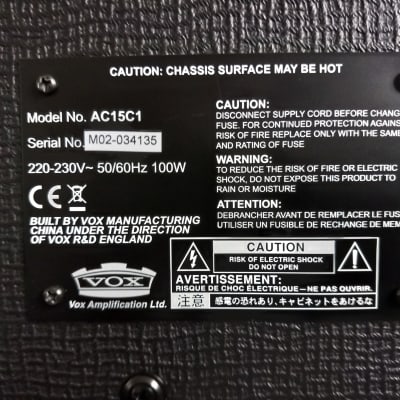 CAUTION: CHASSIS SURFACE MAY BE HOT
Model No. AC15C1
Serial No. M02-034135
220-230V~ 50/60Hz 100W
CE
BUILT BY VOX MANUFACTURING
CHINA UNDER THE DIRECTION
OF VOX R&D ENGLAND
VOX
Vox Amplification Ltd.
CAUTION:
DISCONNECT SUPPLY CORD BEFORE CHANG
FUSE. FOR CONTINUED PROTECTION AGAINS
RISK OF FIRE REPLACE ONLY WITH THE SAME
AND RATING OF FUSE
WARNING:
TO REDUCE THE RISK OF FIRE OR ELECTRIC
SHOCK, DO NOT EXPOSE THIS PRODUCT TO
RAIN OR MOISTURE
ATTENTION:
DEBRANCHER AVANT DE REMPLACER LE FUS
UTILISER UN FUSIBLE DE RECHANGE DE MEM
CAUTION
RISK OF ELECTRIC SHOCK
DO NOT OPEN
AVERTISSEMENT:
RISQUE DE CHOC ÉLECTRIQUE—NE PAS OUVRIR.
注意 感電の恐れあり、キャビネットをあけるな